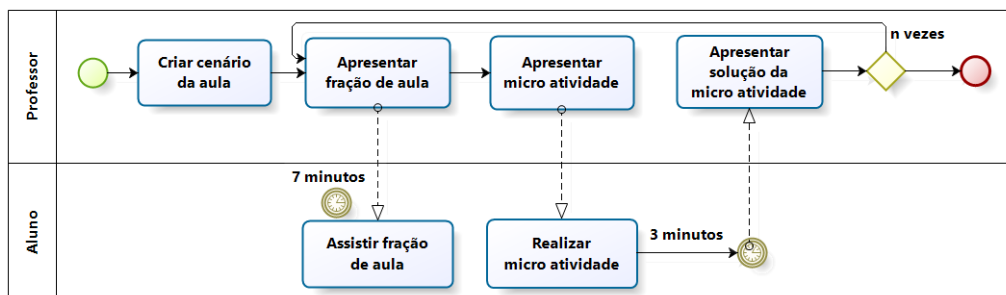 Professor
Criar cenário
da aula
Apresentar
fração de aula
Apresentar
micro atividade
Apresentar
solução da
micro atividade
n vezes
Aluno
7 minutos
Assistir fração
de aula
Realizar
micro atividade
3 minutos